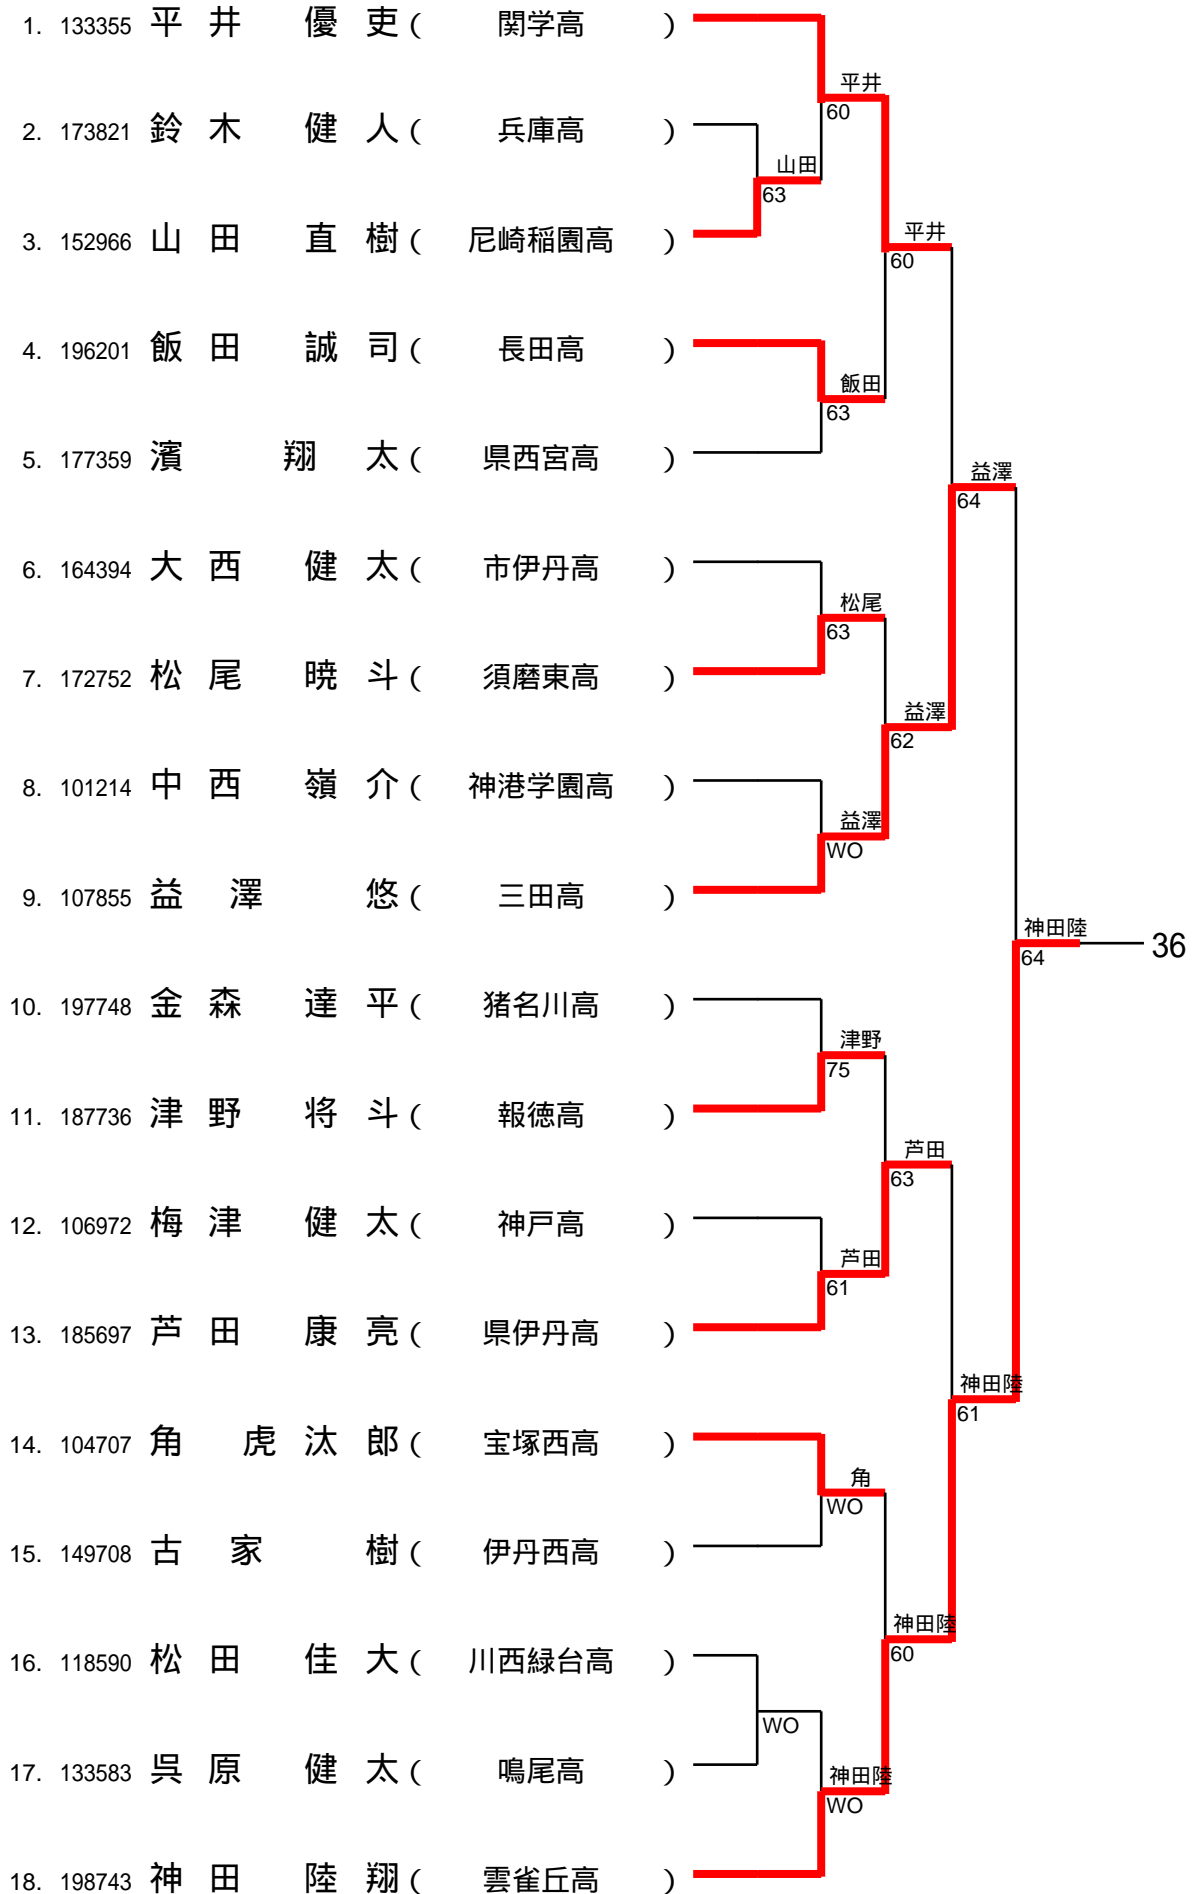 1. 133355 平井 優吏 ( 関学高 )
平井
60
2. 173821 鈴木 健人 ( 兵庫高 )
山田
63
3. 152966 山田 直樹 ( 尼崎稲園高 )
平井
60
4. 196201 飯田 誠司 ( 長田高 )
飯田
63
5. 177359 濱 翔太 ( 県西宮高 )
益澤
64
6. 164394 大西 健太 ( 市伊丹高 )
松尾
63
7. 172752 松尾 暁斗 ( 須磨東高 )
益澤
62
8. 101214 中西 嶺介 ( 神港学園高 )
益澤
WO
9. 107855 益澤 悠 ( 三田高 )
神田陸
64
36
10. 197748 金森 達平 ( 猪名川高 )
津野
75
11. 187736 津野 将斗 ( 報徳高 )
芦田
63
12. 106972 梅津 健太 ( 神戸高 )
芦田
61
13. 185697 芦田 康亮 ( 県伊丹高 )
神田陸
61
14. 104707 角 虎汰郎 ( 宝塚西高 )
角
WO
15. 149708 古家 樹 ( 伊丹西高 )
神田陸
60
16. 118590 松田 佳大 ( 川西緑台高 )
WO
17. 133583 呉原 健太 ( 鳴尾高 )
神田陸
WO
18. 198743 神田 陸翔 ( 雲雀丘高 )